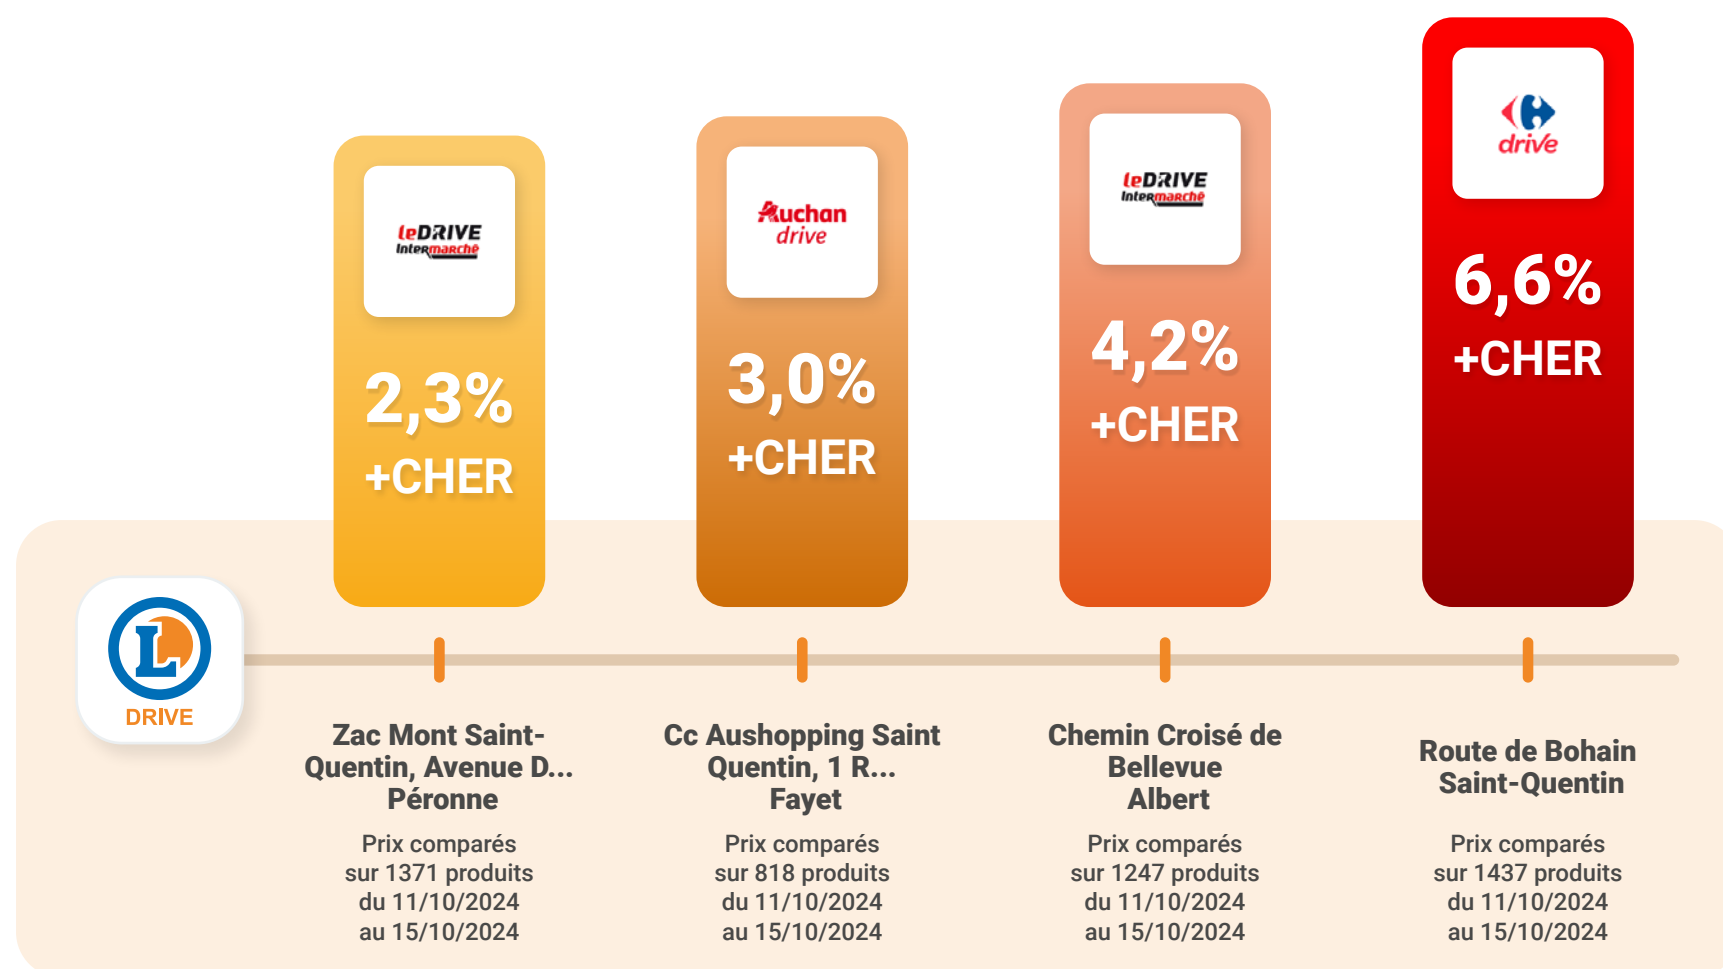 leDRIVE
Intermarché
2,3%
+CHER
Auchan
drive
3,0%
+CHER
leDRIVE
Intermarché
4,2%
+CHER
drive
6,6%
+CHER
L
DRIVE
Zac Mont Saint-
Quentin, Avenue D...
Péronne
Prix comparés
sur 1371 produits
du 11/10/2024
au 15/10/2024
Cc Aushopping Saint
Quentin, 1 R...
Fayet
Prix comparés
sur 818 produits
du 11/10/2024
au 15/10/2024
Chemin Croisé de
Bellevue
Albert
Prix comparés
sur 1247 produits
du 11/10/2024
au 15/10/2024
Route de Bohain
Saint-Quentin
Prix comparés
sur 1437 produits
du 11/10/2024
au 15/10/2024